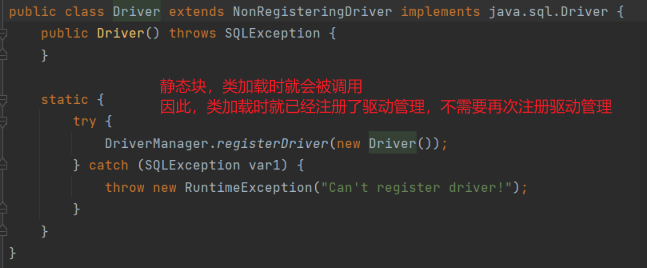 public class Driver extends NonRegisteringDriver implements java.sql.Driver {
    public Driver() throws SQLException {
    }
静态块，类加载时就会被调用
因此，类加载时就已经注册了驱动管理，不需要再次注册驱动管理
    static {
        try {
            DriverManager.registerDriver(new Driver());
        } catch (SQLException var1) {
            throw new RuntimeException("Can't register driver!");
        }
    }
}